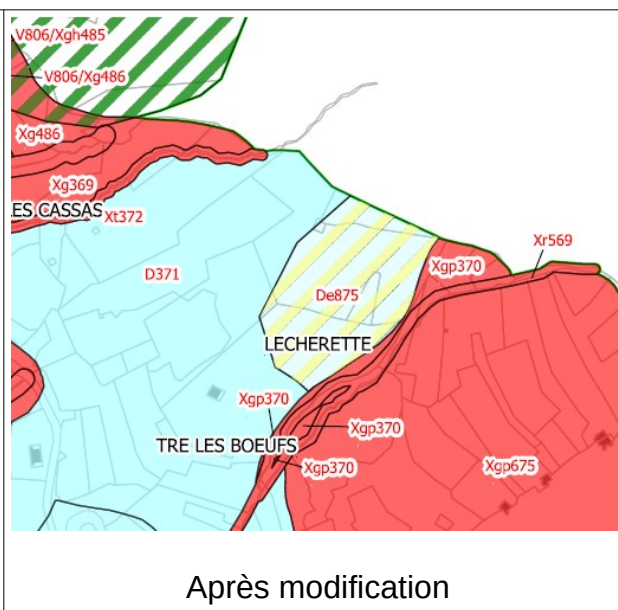 V806/Xgh485
V806/Xg486
Xg486
Xg369
ES CASSAS
Xt372
D371
De875
Xgp370
Xr569
LECHERETTE
Xgp370
Xgp370
TRE LES BOEUFS
Xgp370
Xgp675
Après modification